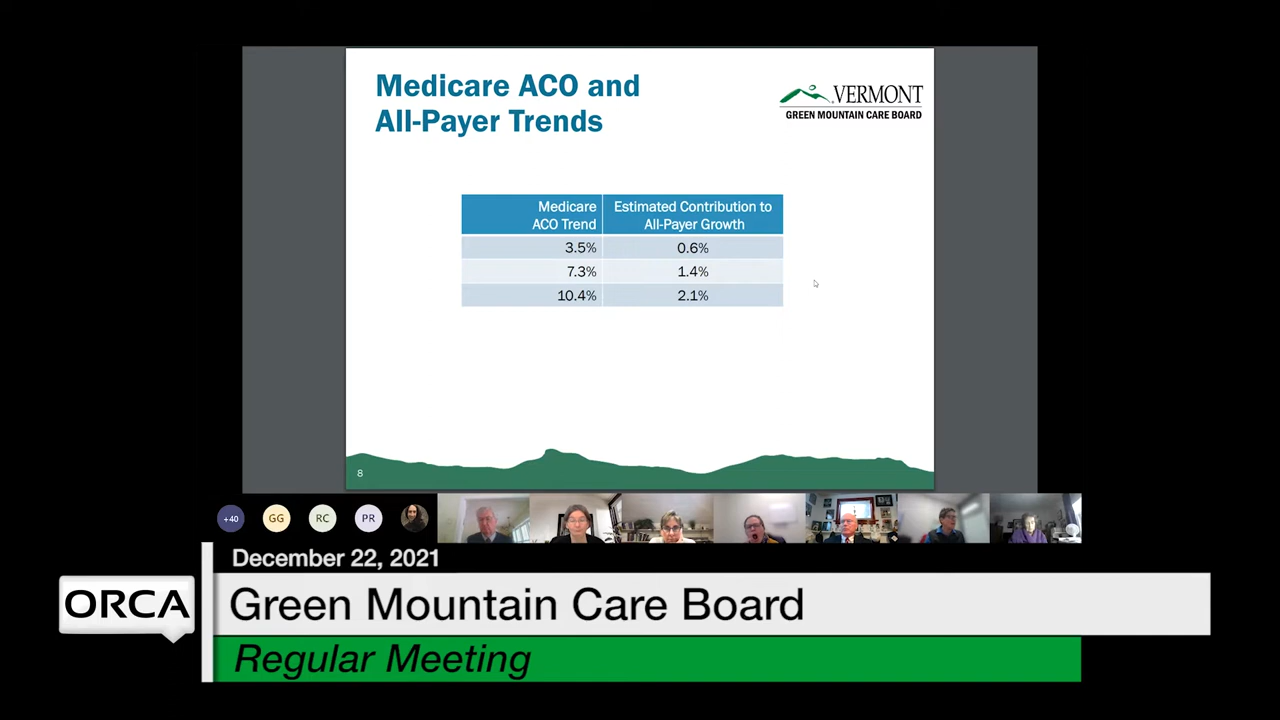 Medicare ACO and
All-Payer Trends
VERMONT
GREEN MOUNTAIN CARE BOARD
Medicare
ACO Trend
Estimated Contribution to
All-Payer Growth
3.5% 0.6%
7.3% 1.4%
10.4% 2.1%
8
+40 GG RC PR
December 22, 2021
ORCA
Green Mountain Care Board
Regular Meeting